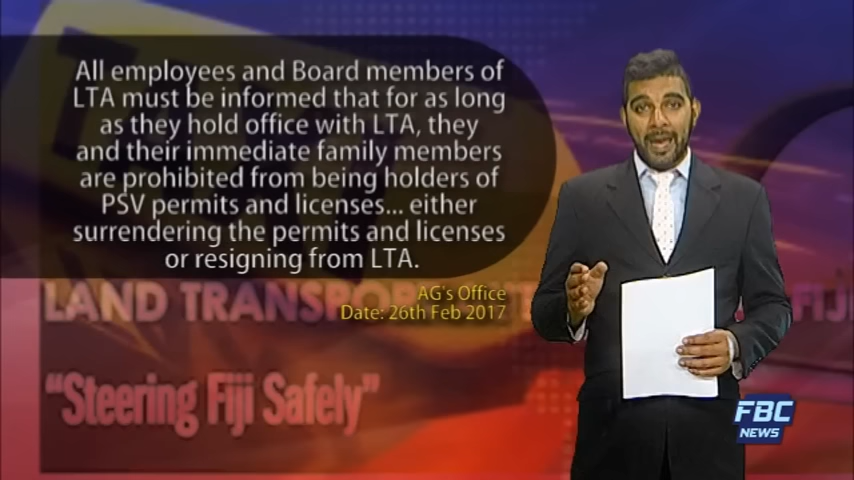 All employees and Board members of
LTA must be informed that for as long
as they hold office with LTA, they
and their immediate family members
are prohibited from being holders of
PSV permits and licenses... either
surrendering the permits and licenses
or resigning from LTA.
AG's Office
Date: 26th Feb 2017
LAND TRANSPO
FIJI
"Steering Fiji Safely"
FBC
NEWS